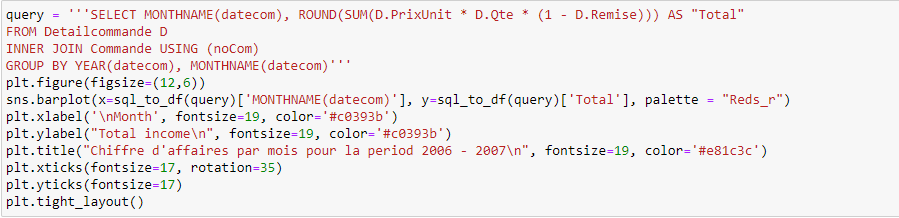 query = '''SELECT MONTHNAME(datecom), ROUND(SUM(D.PrixUnit * D.Qte * (1 - D.Remise))) AS "Total"
FROM Detailcommande D
INNER JOIN Commande USING (noCom)
GROUP BY YEAR(datecom), MONTHNAME(datecom)'''
plt.figure(figsize=(12,6))
sns.barplot(x=sql_to_df(query)['MONTHNAME(datecom)'], y=sql_to_df(query)['Total'], palette = "Reds_r")
plt.xlabel('\nMonth', fontsize=19, color='#c0393b')
plt.ylabel("Total income\n", fontsize=19, color='#c0393b')
plt.title("Chiffre d'affaires par mois pour la period 2006 - 2007\n", fontsize=19, color='#e81c3c')
plt.xticks(fontsize=17, rotation=35)
plt.yticks(fontsize=17)
plt.tight_layout()